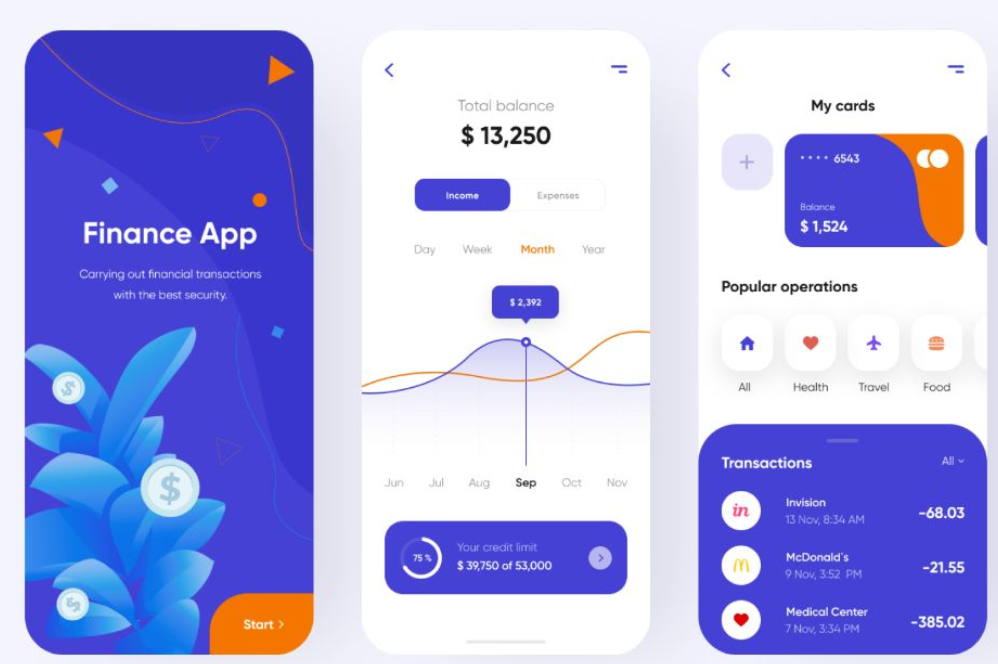 Finance App
Carrying out financial transactions
with the best security.
$
$
$
Start >
Total balance
$ 13,250
Income Expenses
Day Week Month Year
$ 2,392
Jun Jul Aug Sep Oct Nov
75 %
Your credit limit
$ 39,750 of 53,000
My cards
+
•••• 6543
Balance
$ 1,524
Popular operations
All Health Travel Food
Transactions All
in
Invision
13 Nov, 8:34 AM
-68.03
McDonald`s
9 Nov, 3:52 PM
-21.55
Medical Center
7 Nov, 3:34 PM
-385.02